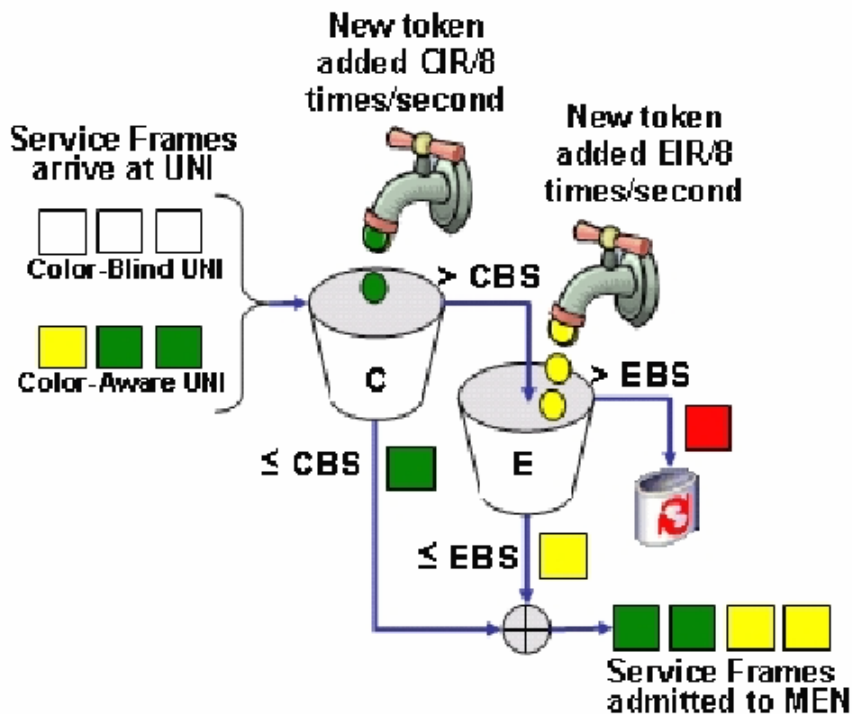 New token
added CIR/8
times/second
New token
added EIR/8
times/second
Service Frames
arrive at UNI
Color-Blind UNI
Color-Aware UNI
> CBS
C
> EBS
≤ CBS
E
≤ EBS
Service Frames
admitted to MEN